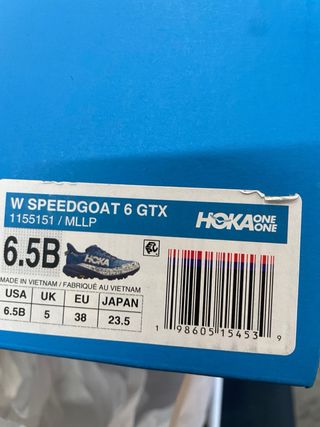 W SPEEDGOAT 6 GTX
1155151 / MLLP
HOKA ONE ONE
6.5B
HOKA
MADE IN VIETNAM / FABRIQUÉ AU VIETNAM
USA UK EU JAPAN
6.5B 5 38 23.5
1 98605 15453 9